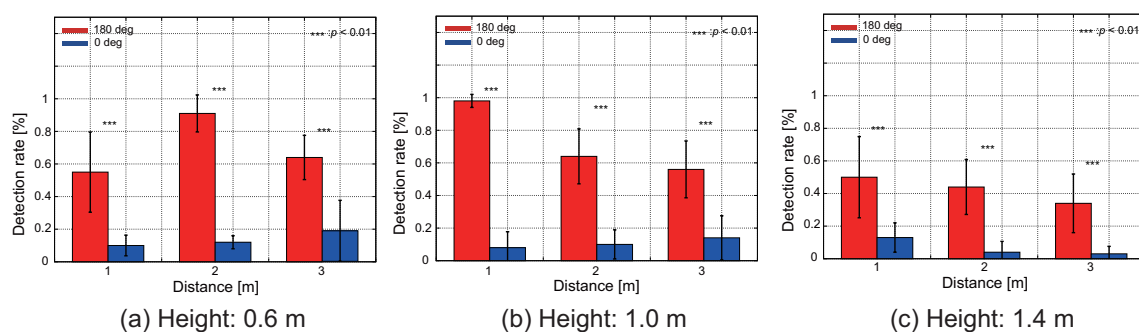 180 deg
0 deg
*** :p < 0.01
Detection rate [%]
1
0.8
0.6
0.4
0.2
0
***
***
***
1
2
3
Distance [m]
(a) Height: 0.6 m
180 deg
0 deg
*** :p < 0.01
Detection rate [%]
1
0.8
0.6
0.4
0.2
0
***
***
***
1
2
3
Distance [m]
(b) Height: 1.0 m
180 deg
0 deg
*** :p < 0.01
Detection rate [%]
1
0.8
0.6
0.4
0.2
0
***
***
***
1
2
3
Distance [m]
(c) Height: 1.4 m